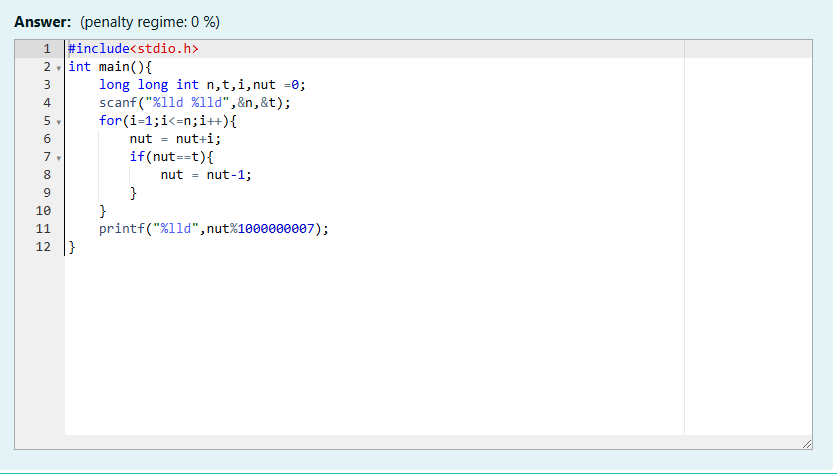 Answer: (penalty regime: 0 %)
1 #include<stdio.h>
2 int main(){
3 long long int n,t,i,nut =0;
4 scanf("%lld %lld",&n,&t);
5 for(i=1;i<=n;i++){
6 nut = nut+i;
7 if(nut==t){
8 nut = nut-1;
9 }
10 }
11 printf("%lld",nut%1000000007);
12 }